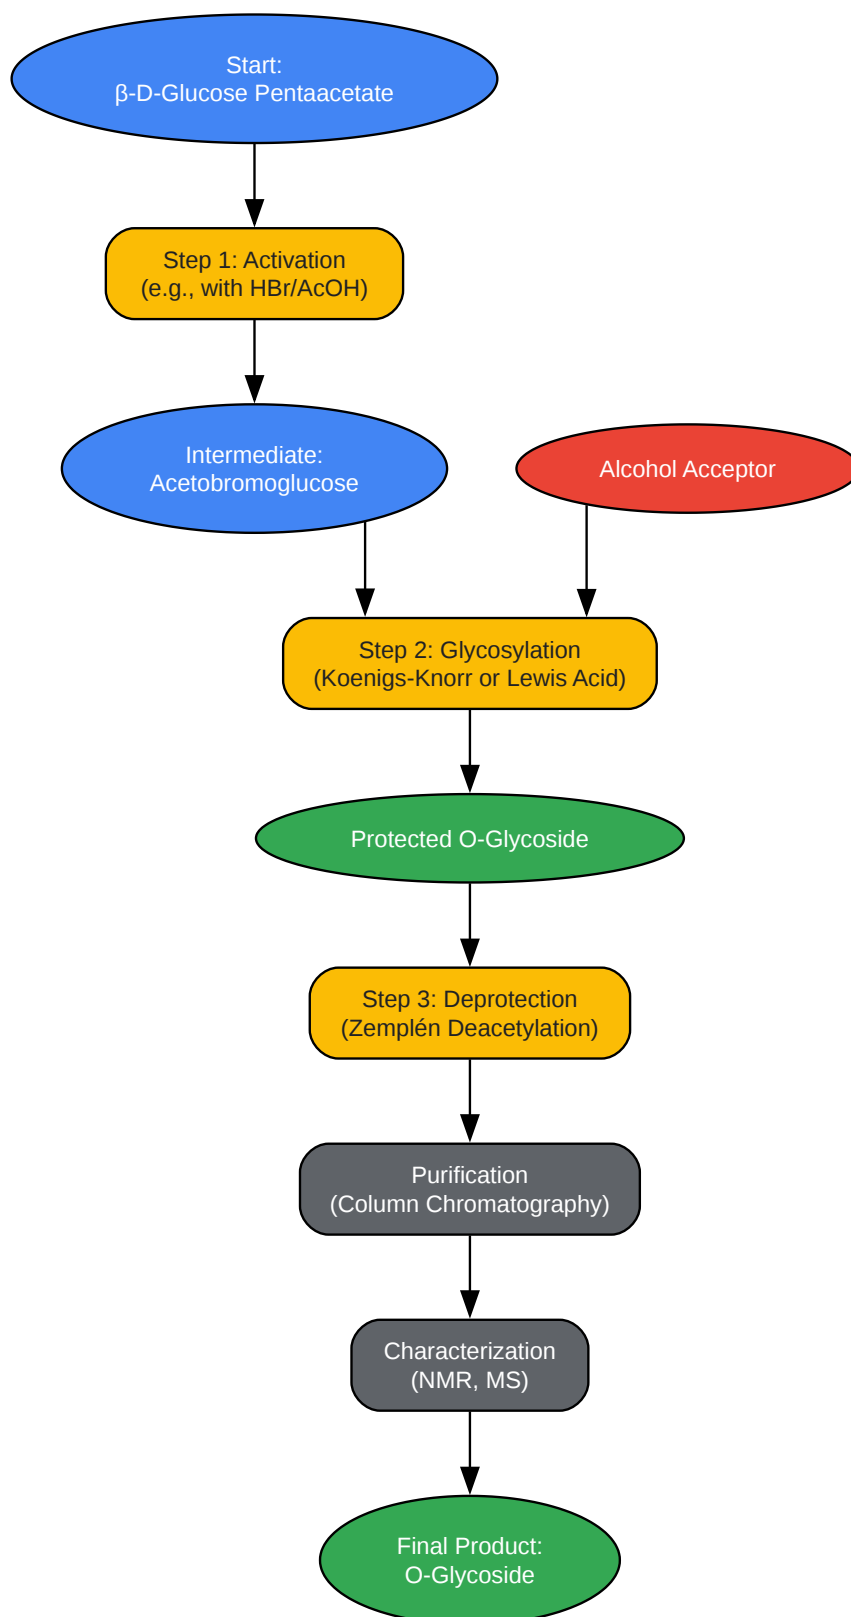 Start:
β-D-Glucose Pentaacetate
Step 1: Activation
(e.g., with HBr/AcOH)
Intermediate:
Acetobromoglucose
Alcohol Acceptor
Step 2: Glycosylation
(Koenigs-Knorr or Lewis Acid)
Protected O-Glycoside
Step 3: Deprotection
(Zemplén Deacetylation)
Purification
(Column Chromatography)
Characterization
(NMR, MS)
Final Product:
O-Glycoside